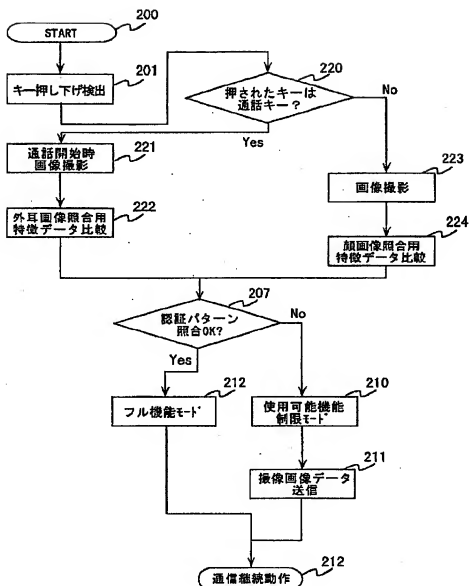 200
START
201
キー押し下げ検出
220
押されたキーは
通話キー?
No
Yes
221
通話開始時
画像撮影
223
画像撮影
222
外耳画像照合用
特徴データ比較
224
顔画像照合用
特徴データ比較
207
認証パターン
照合OK?
No
Yes
212
フル機能モード
210
使用可能機能
制限モード
211
撮像画像データ
送信
212
通信継続動作